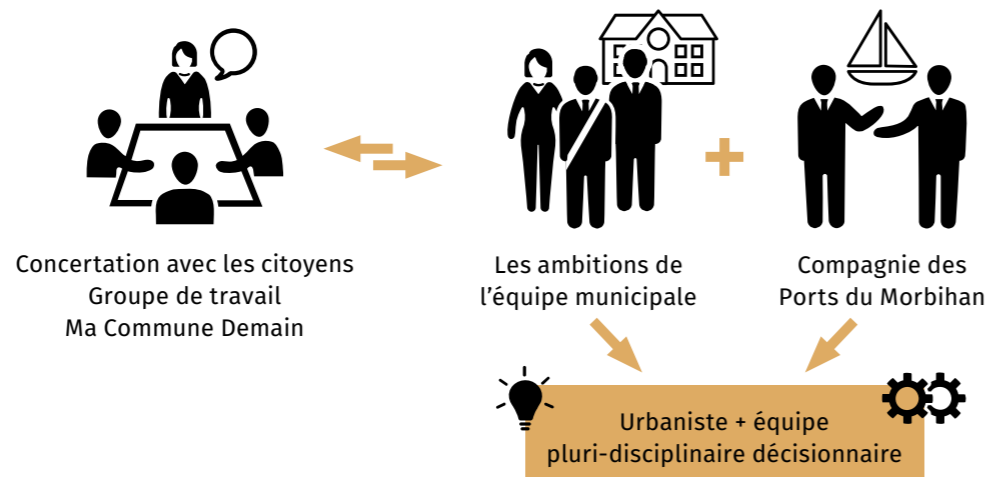 Concertation avec les citoyens
Groupe de travail
Ma Commune Demain
Les ambitions de
l'équipe municipale
Compagnie des
Ports du Morbihan
Urbaniste + équipe
pluri-disciplinaire décisionnaire